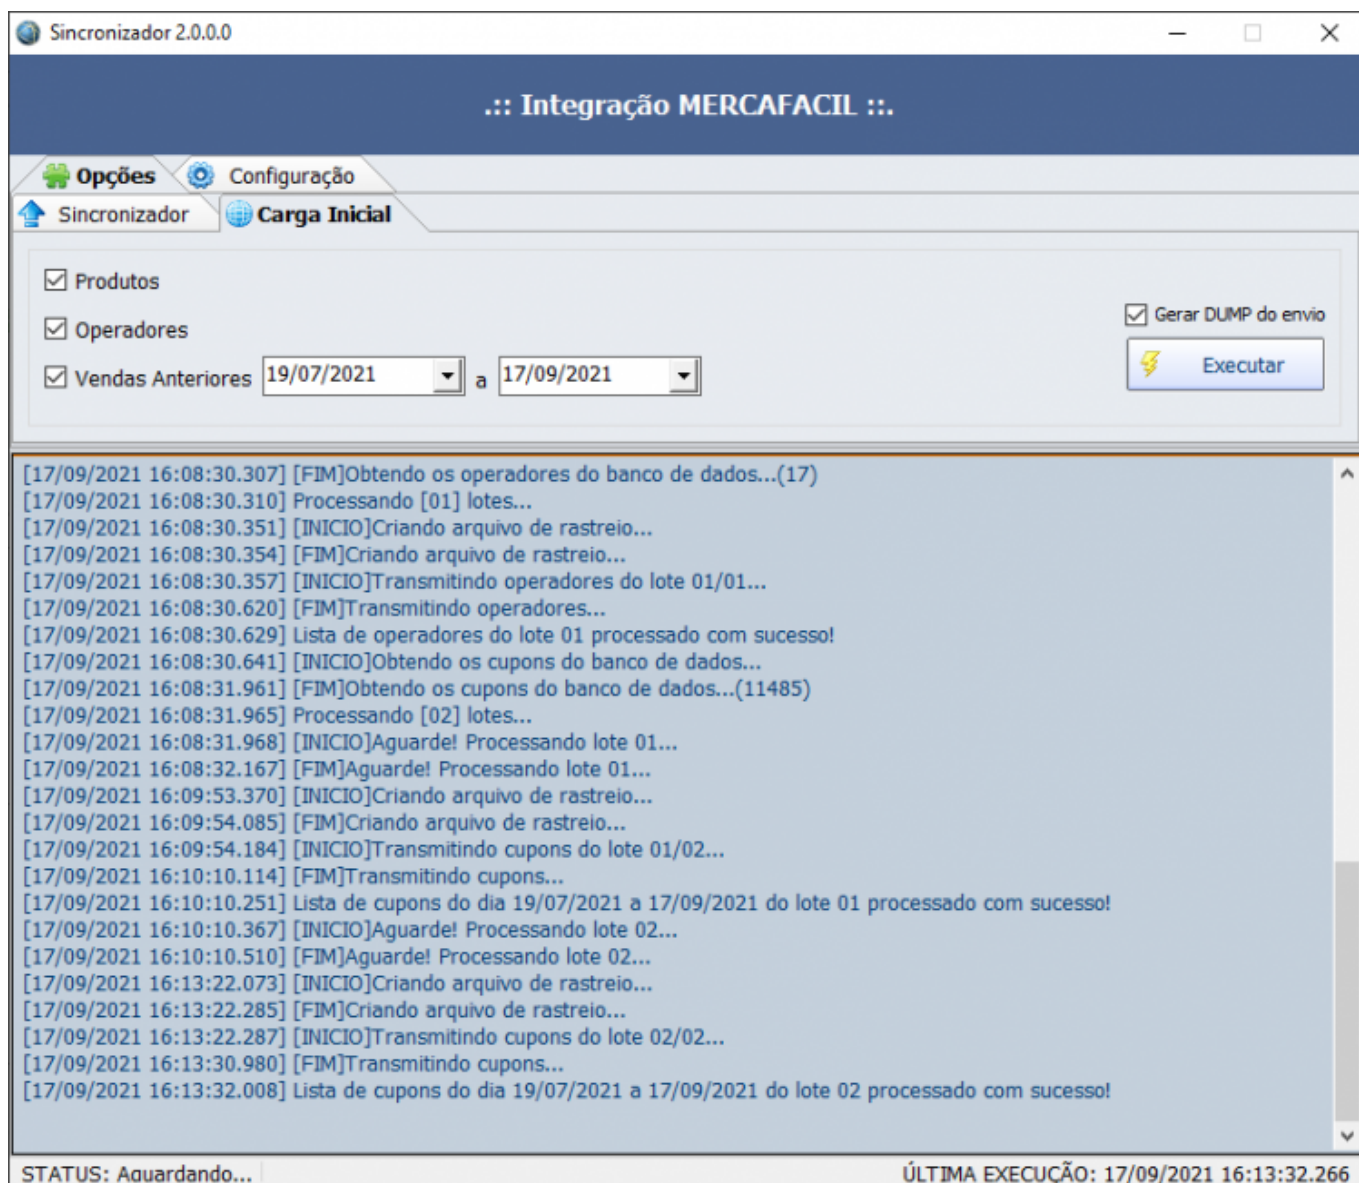 Sincronizador 2.0.0.0
.:: Integração MERCAFACIL ::.
Opções Configuração
Sincronizador Carga Inicial
Produtos
Gerar DUMP do envio
Operadores
Executar
Vendas Anteriores 19/07/2021 a 17/09/2021
[17/09/2021 16:08:30.307] [FIM]Obtendo os operadores do banco de dados...(17)
[17/09/2021 16:08:30.310] Processando [01] lotes...
[17/09/2021 16:08:30.351] [INICIO]Criando arquivo de rastreio...
[17/09/2021 16:08:30.354] [FIM]Criando arquivo de rastreio...
[17/09/2021 16:08:30.357] [INICIO]Transmitindo operadores do lote 01/01...
[17/09/2021 16:08:30.620] [FIM]Transmitindo operadores...
[17/09/2021 16:08:30.629] Lista de operadores do lote 01 processado com sucesso!
[17/09/2021 16:08:30.641] [INICIO]Obtendo os cupons do banco de dados...
[17/09/2021 16:08:31.961] [FIM]Obtendo os cupons do banco de dados...(11485)
[17/09/2021 16:08:31.965] Processando [02] lotes...
[17/09/2021 16:08:31.968] [INICIO]Aguarde! Processando lote 01...
[17/09/2021 16:08:32.167] [FIM]Aguarde! Processando lote 01...
[17/09/2021 16:09:53.370] [INICIO]Criando arquivo de rastreio...
[17/09/2021 16:09:54.085] [FIM]Criando arquivo de rastreio...
[17/09/2021 16:09:54.184] [INICIO]Transmitindo cupons do lote 01/02...
[17/09/2021 16:10:10.114] [FIM]Transmitindo cupons...
[17/09/2021 16:10:10.251] Lista de cupons do dia 19/07/2021 a 17/09/2021 do lote 01 processado com sucesso!
[17/09/2021 16:10:10.367] [INICIO]Aguarde! Processando lote 02...
[17/09/2021 16:10:10.510] [FIM]Aguarde! Processando lote 02...
[17/09/2021 16:13:22.073] [INICIO]Criando arquivo de rastreio...
[17/09/2021 16:13:22.285] [FIM]Criando arquivo de rastreio...
[17/09/2021 16:13:22.287] [INICIO]Transmitindo cupons do lote 02/02...
[17/09/2021 16:13:30.980] [FIM]Transmitindo cupons...
[17/09/2021 16:13:32.008] Lista de cupons do dia 19/07/2021 a 17/09/2021 do lote 02 processado com sucesso!
STATUS: Aguardando... ÚLTIMA EXECUÇÃO: 17/09/2021 16:13:32.266